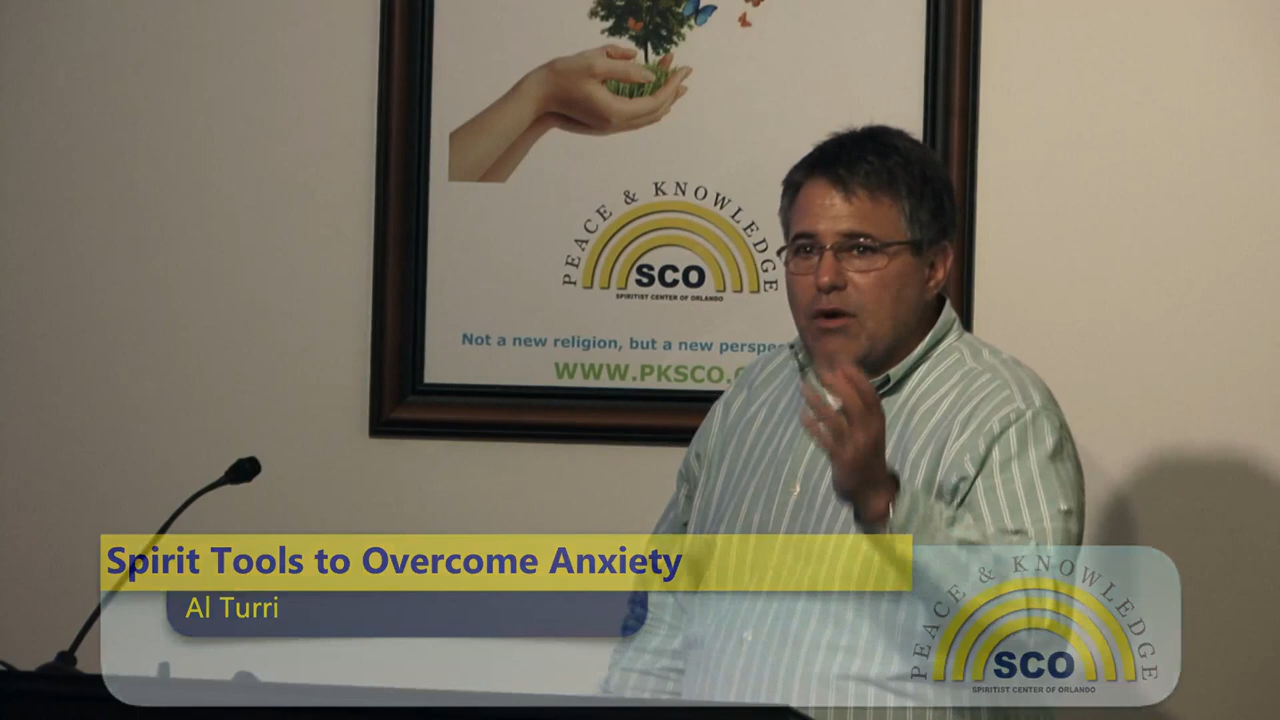 PEACE & KNOWLEDGE
SCO
SPIRITIST CENTER OF ORLANDO
Not a new religion, but a new
WWW.PKSCO.
Spirit Tools to Overcome Anxiety
Al Turri
PEACE & KNOWLEDGE
SCO
SPIRITIST CENTER OF ORLANDO